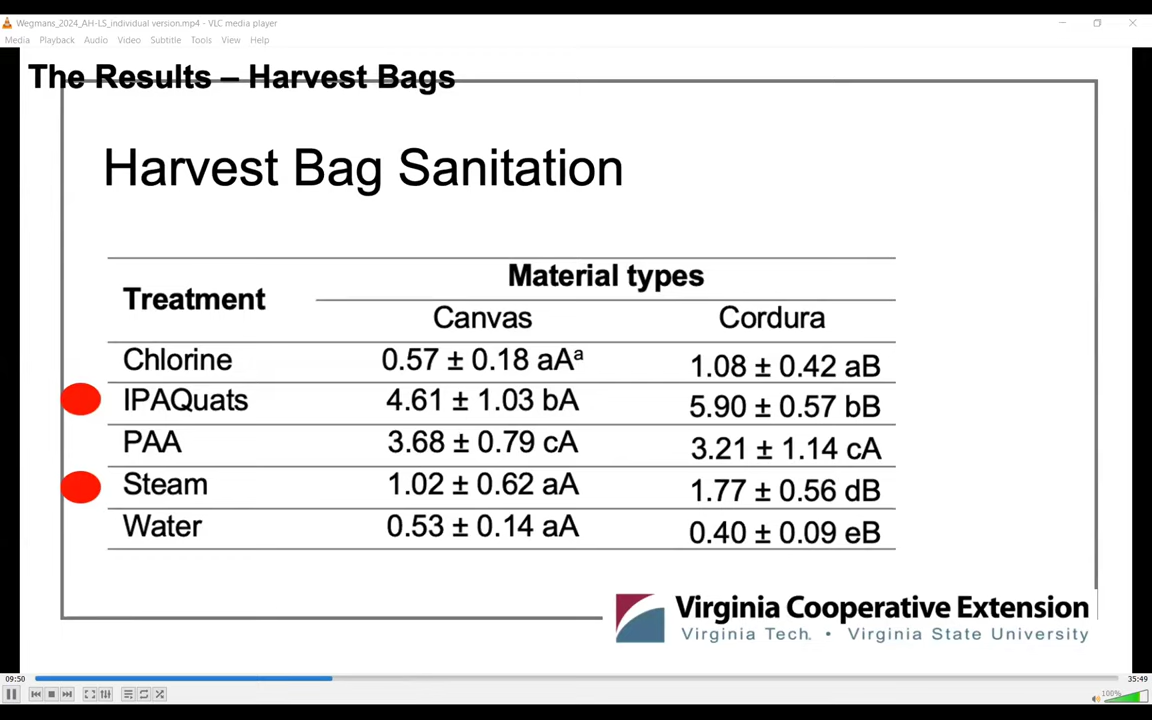 Wegmans_2024_AH-LS_individual version.mp4 - VLC media player
Media Playback Audio Video Subtitle Tools View Help
The Results – Harvest Bags
Harvest Bag Sanitation
Treatment Material types
Canvas Cordura
Chlorine 0.57 ± 0.18 aAª 1.08 ± 0.42 aB
IPAQuats 4.61 ± 1.03 bA 5.90 ± 0.57 bB
PAA 3.68 ± 0.79 cA 3.21 ± 1.14 cA
Steam 1.02 ± 0.62 aA 1.77 ± 0.56 dB
Water 0.53 ± 0.14 aA 0.40 ± 0.09 eB
Virginia Cooperative Extension
Virginia Tech. • Virginia State University
09:50 35:49
100%